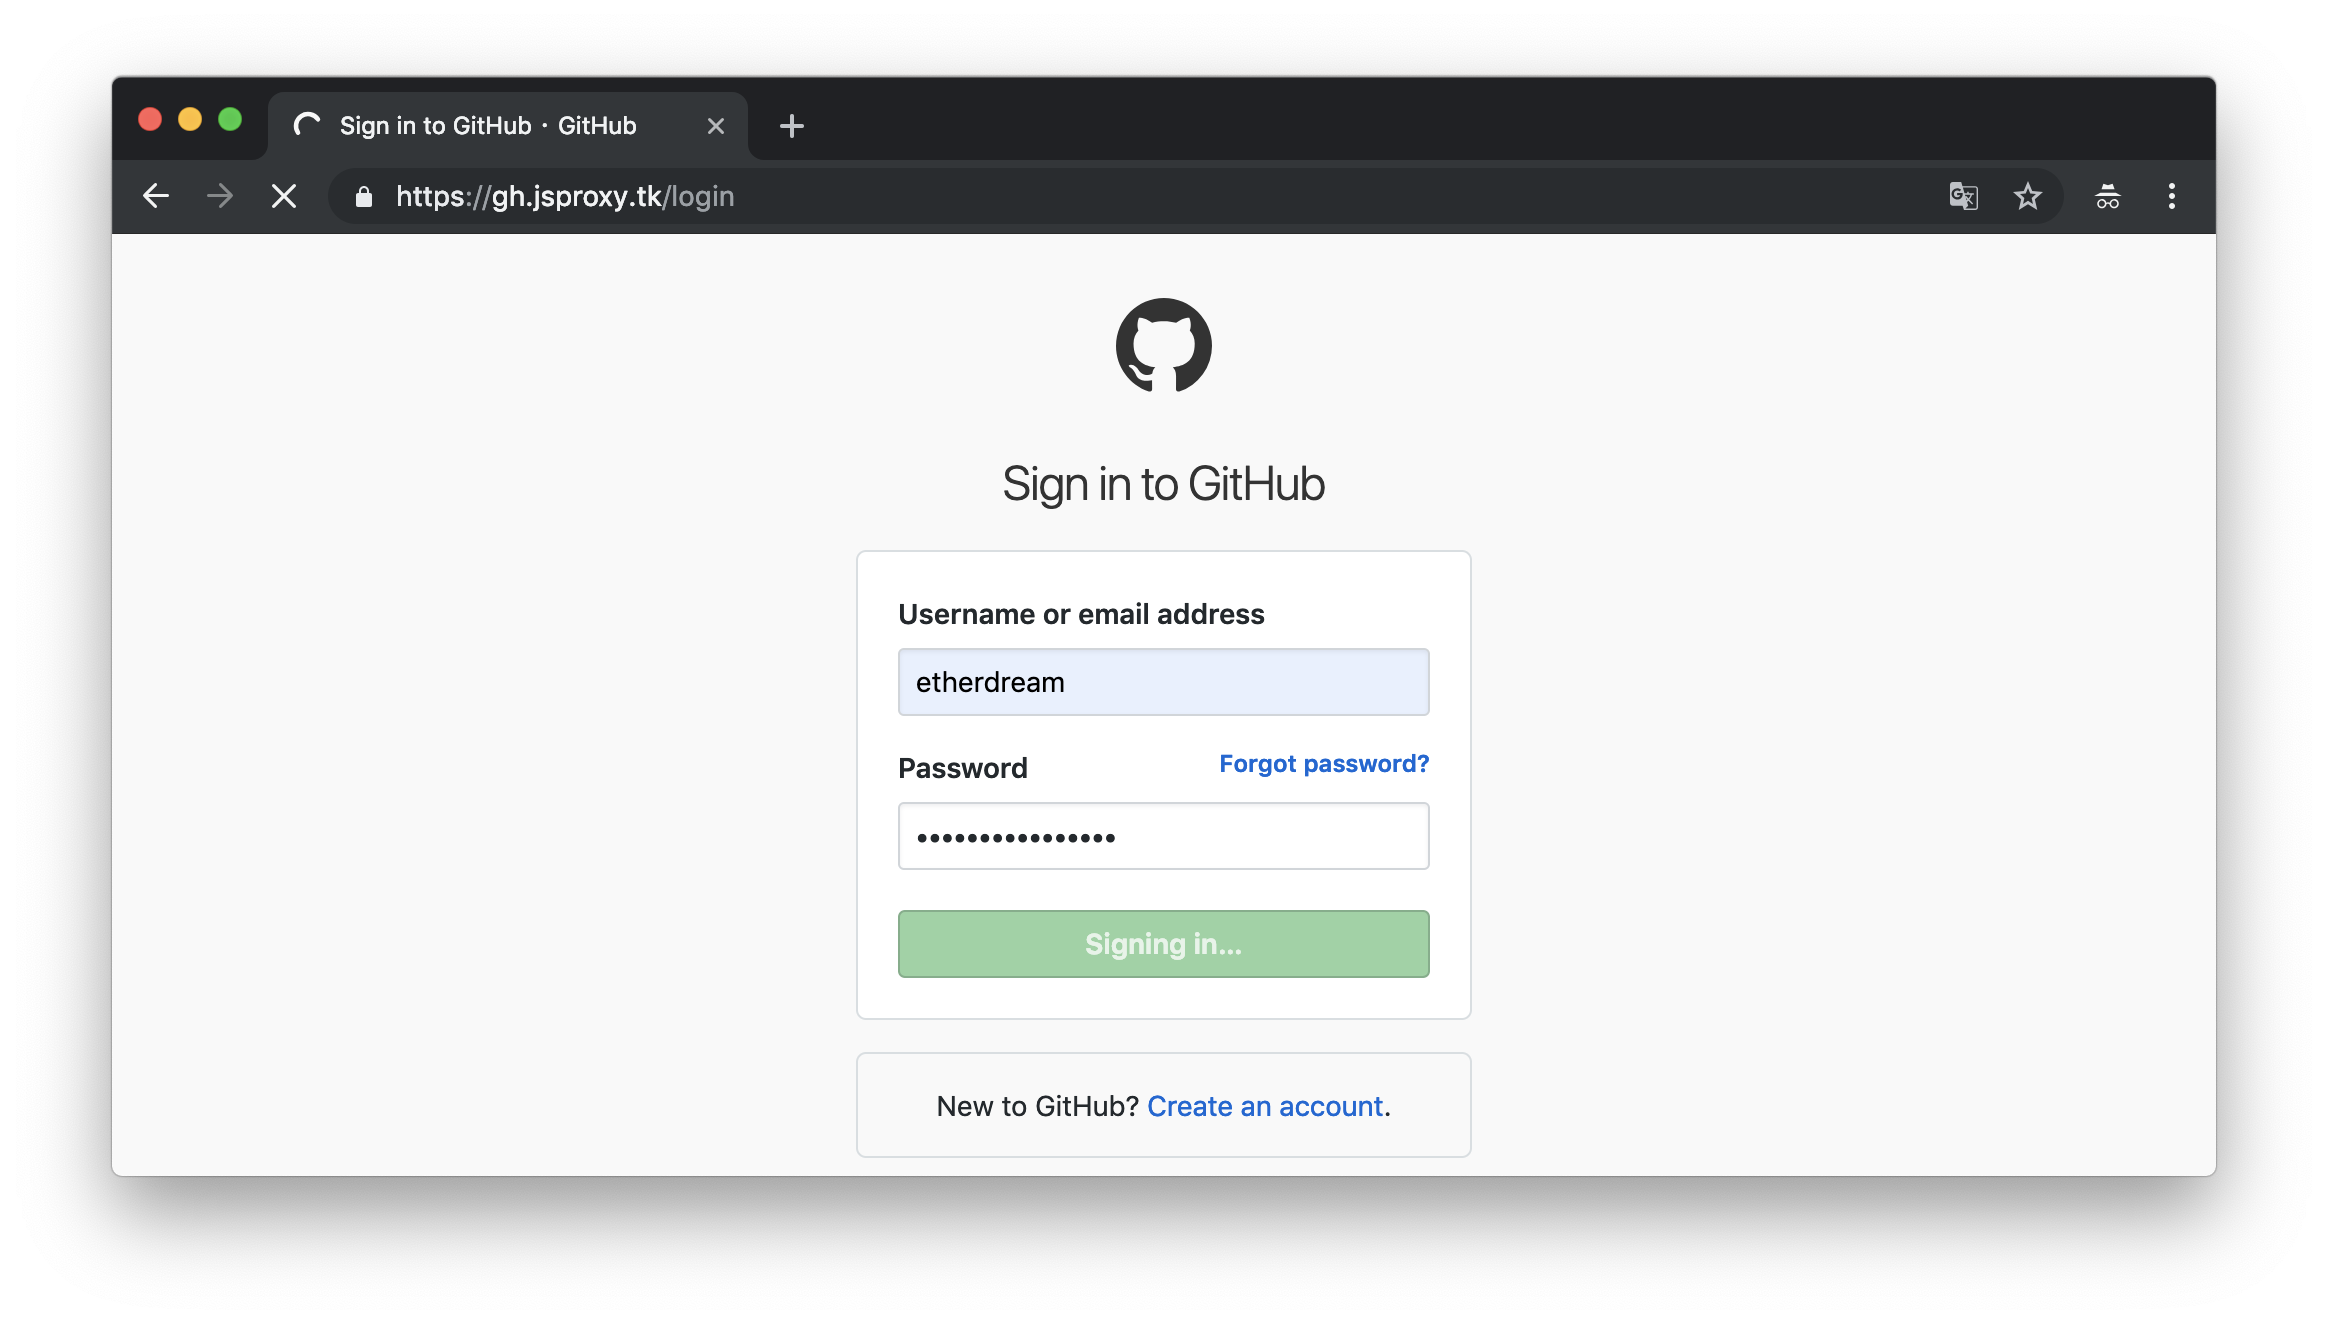 Sign in to GitHub · GitHub
https://gh.jsproxy.tk/login
Sign in to GitHub
Username or email address
etherdream
Password
Forgot password?
••••••••••••••••
Signing in...
New to GitHub? Create an account.